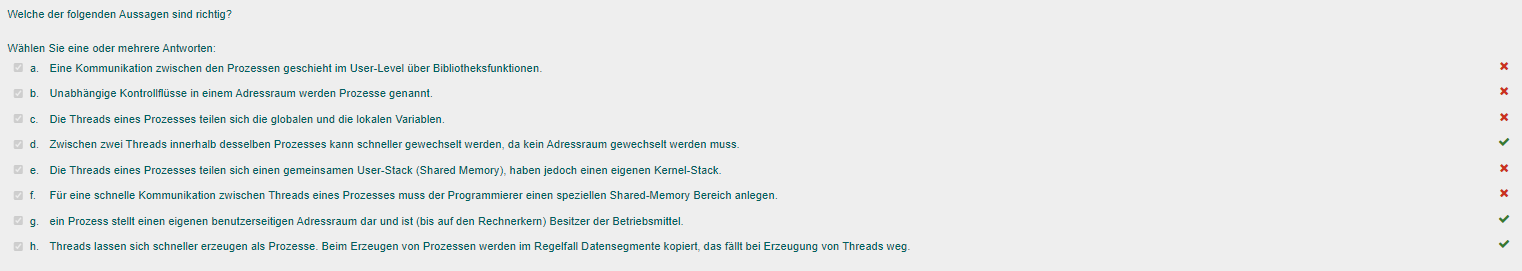 Welche der folgenden Aussagen sind richtig?
Wählen Sie eine oder mehrere Antworten:
a. Eine Kommunikation zwischen den Prozessen geschieht im User-Level über Bibliotheksfunktionen.
b. Unabhängige Kontrollflüsse in einem Adressraum werden Prozesse genannt.
c. Die Threads eines Prozesses teilen sich die globalen und die lokalen Variablen.
d. Zwischen zwei Threads innerhalb desselben Prozesses kann schneller gewechselt werden, da kein Adressraum gewechselt werden muss.
e. Die Threads eines Prozesses teilen sich einen gemeinsamen User-Stack (Shared Memory), haben jedoch einen eigenen Kernel-Stack.
f. Für eine schnelle Kommunikation zwischen Threads eines Prozesses muss der Programmierer einen speziellen Shared-Memory Bereich anlegen.
g. ein Prozess stellt einen eigenen benutzerseitigen Adressraum dar und ist (bis auf den Rechnerkern) Besitzer der Betriebsmittel.
h. Threads lassen sich schneller erzeugen als Prozesse. Beim Erzeugen von Prozessen werden im Regelfall Datensegmente kopiert, das fällt bei Erzeugung von Threads weg.